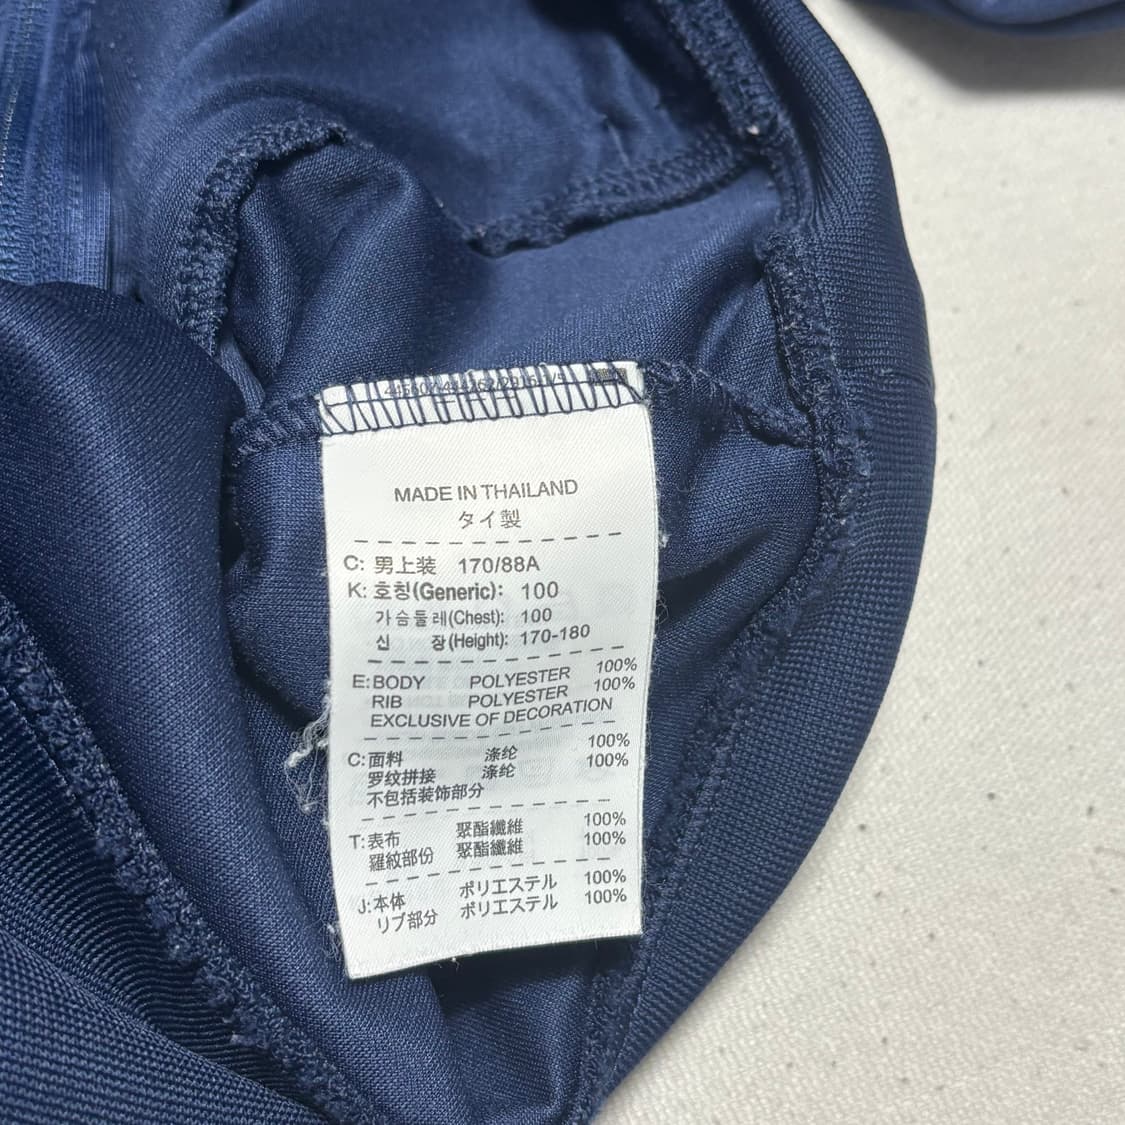 MADE IN THAILAND
タイ製
C: 男上装 170/88A
K: 호칭(Generic): 100
가슴둘레(Chest): 100
신 장(Height): 170-180
E: BODY POLYESTER 100%
RIB POLYESTER 100%
EXCLUSIVE OF DECORATION
C: 面料 涤纶 100%
罗纹拼接 涤纶 100%
不包括装饰部分
T: 表布 聚酯纖維 100%
羅紋部份 聚酯纖維 100%
J: 本体 ポリエステル 100%
リブ部分 ポリエステル 100%